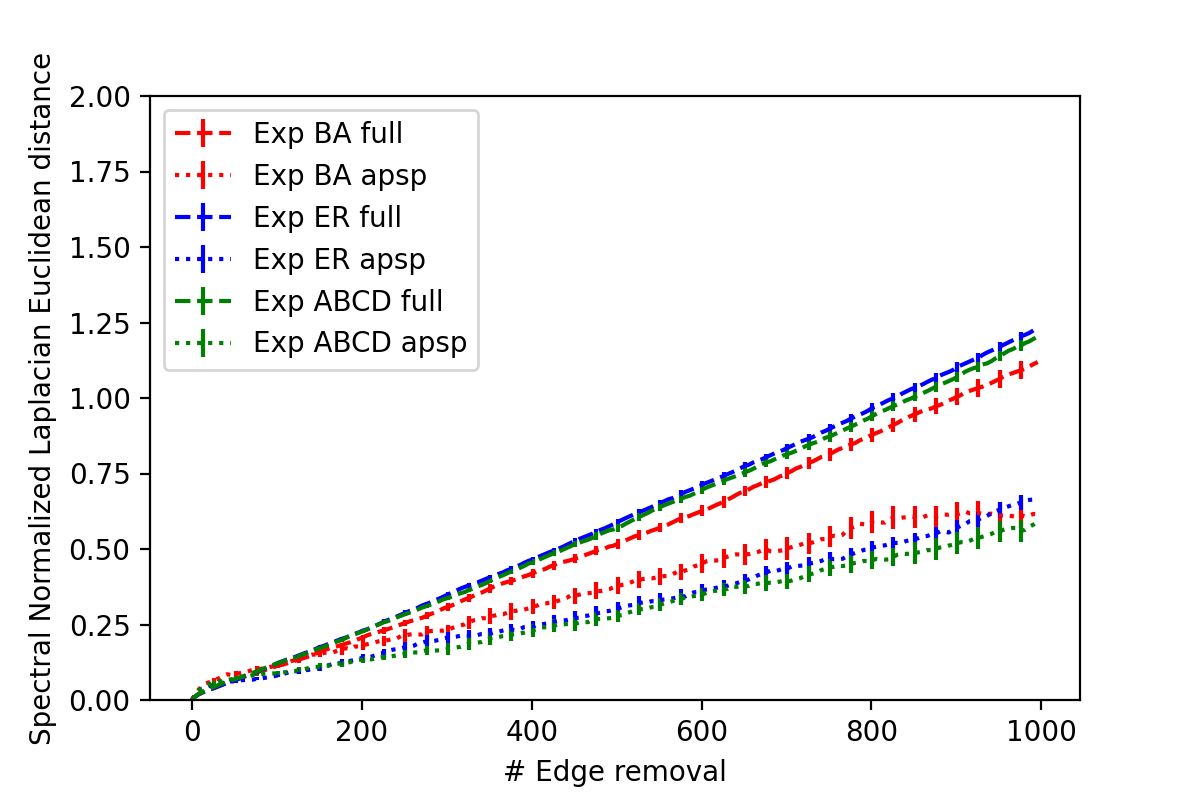 Spectral Normalized Laplacian Euclidean distance
2.00
1.75
1.50
1.25
1.00
0.75
0.50
0.25
0.00
Exp BA full
Exp BA apsp
Exp ER full
Exp ER apsp
Exp ABCD full
Exp ABCD apsp
0 200 400 600 800 1000
# Edge removal